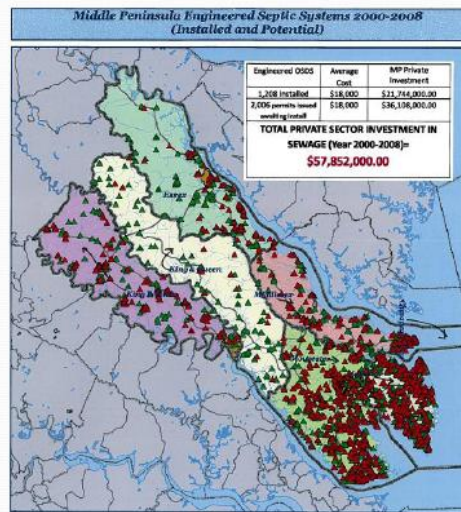 Middle Peninsula Engineered Septic Systems 2000-2008
(Installed and Potential)
Engineered OSDS Average Cost MP Private Investment
1,208 installed $18,000 $21,744,000.00
2,006 permits issued awaiting install $18,000 $36,108,000.00
TOTAL PRIVATE SECTOR INVESTMENT IN
SEWAGE (Year 2000-2008)=
$57,852,000.00
Essex
King & Queen
King
Middlesex
Gloucester